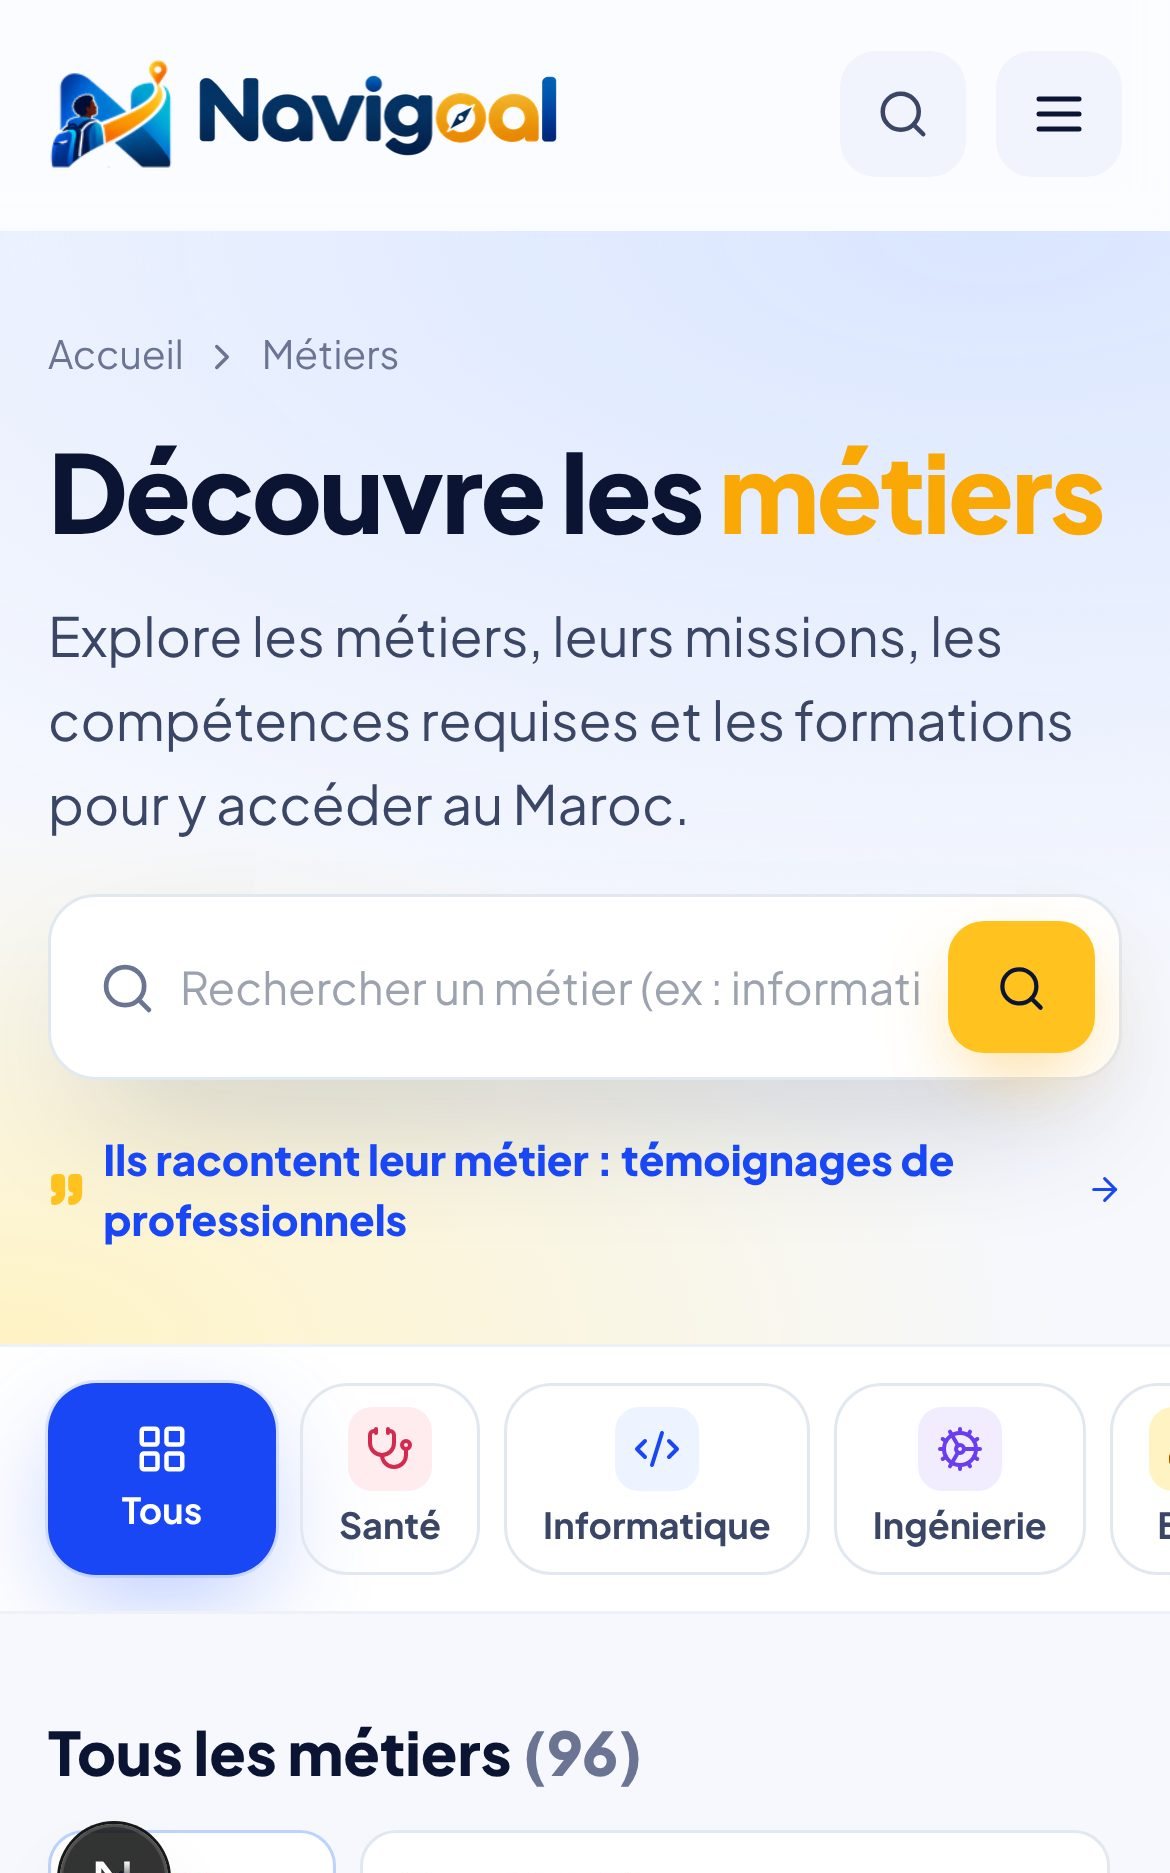 Navigoal
Accueil > Métiers
Découvre les métiers
Explore les métiers, leurs missions, les
compétences requises et les formations
pour y accéder au Maroc.
Rechercher un métier (ex : informati
Ils racontent leur métier : témoignages de
professionnels
Tous
Santé
Informatique
Ingénierie
Tous les métiers (96)